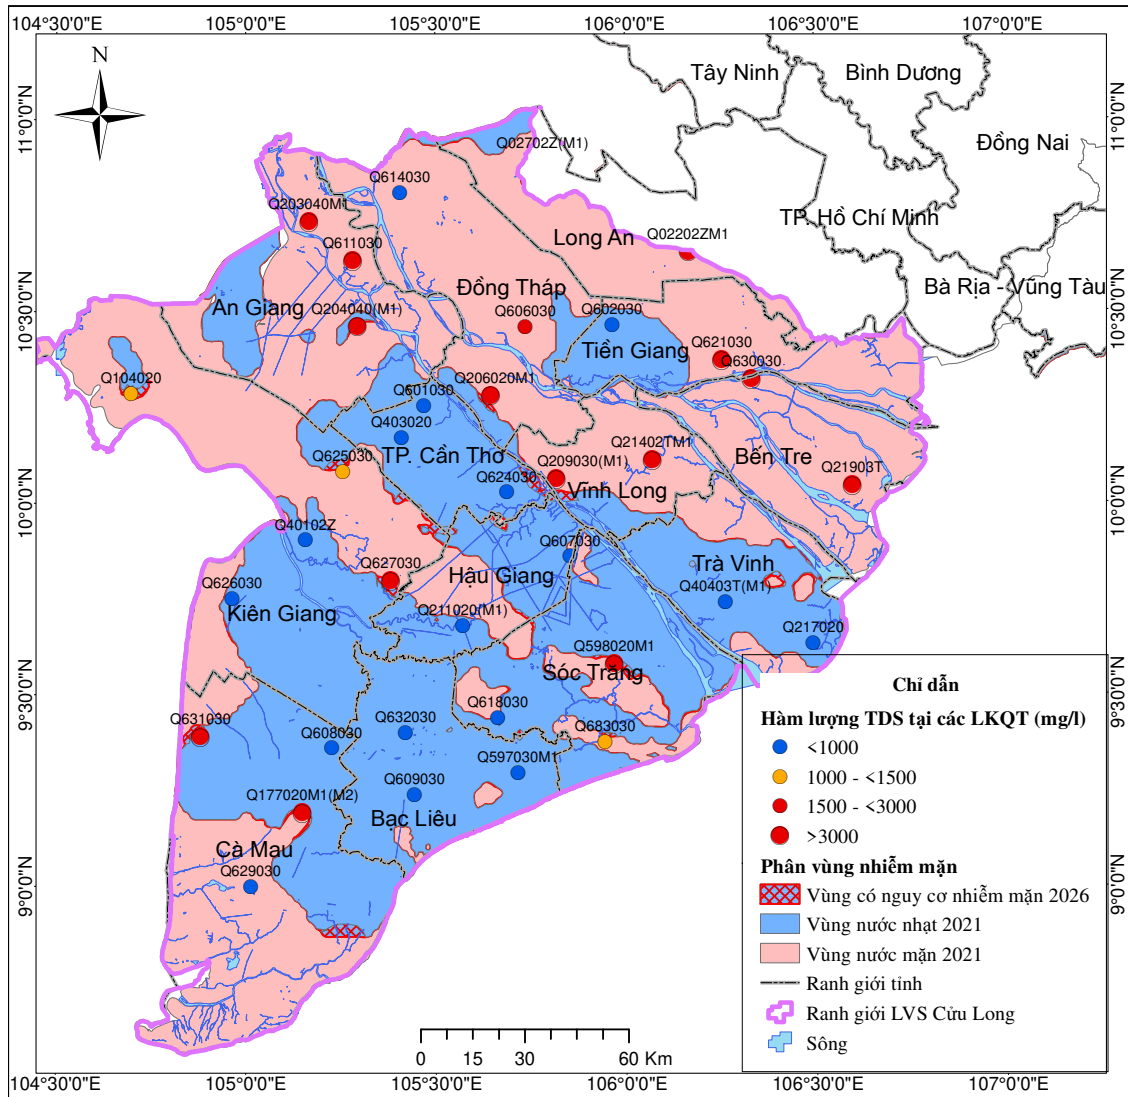 104°30'0"E
105°0'0"E
105°30'0"E
106°0'0"E
106°30'0"E
107°0'0"E
N
11°0'0"N
10°30'0"N
10°0'0"N
9°30'0"N
9°0'0"N
11°0'0"N
10°30'0"N
10°0'0"N
9°30'0"N
9°0'0"N
Tây Ninh
Bình Dương
Đồng Nai
TP. Hồ Chí Minh
Bà Rịa - Vũng Tàu
Q02702Z(M1)
Q614030
Q203040M1
Q611030
Long An
Q02202ZM1
An Giang
Q204040(M1)
Đồng Tháp
Q606030
Q602030
Tiền Giang
Q621030
Q630030
Q104020
Q601030
Q206020M1
Q403020
TP. Cần Thơ
Q625030
Q624030
Q209030(M1)
Q21402TM1
Vĩnh Long
Bến Tre
Q21903T
Q40102Z
Q607030
Q627030
Hậu Giang
Trà Vinh
Q40403T(M1)
Q626030
Kiên Giang
Q211020(M1)
Q217020
Q598020M1
Sóc Trăng
Q631030
Q618030
Q632030
Q608030
Q683030
Q597030M1
Q609030
Q177020M1(M2)
Bạc Liêu
Cà Mau
Q629030
Chỉ dẫn
Hàm lượng TDS tại các LKQT (mg/l)
<1000
1000 - <1500
1500 - <3000
>3000
Phân vùng nhiễm mặn
Vùng có nguy cơ nhiễm mặn 2026
Vùng nước nhạt 2021
Vùng nước mặn 2021
Ranh giới tỉnh
Ranh giới LVS Cửu Long
Sông
0 15 30 60 Km
104°30'0"E
105°0'0"E
105°30'0"E
106°0'0"E
106°30'0"E
107°0'0"E